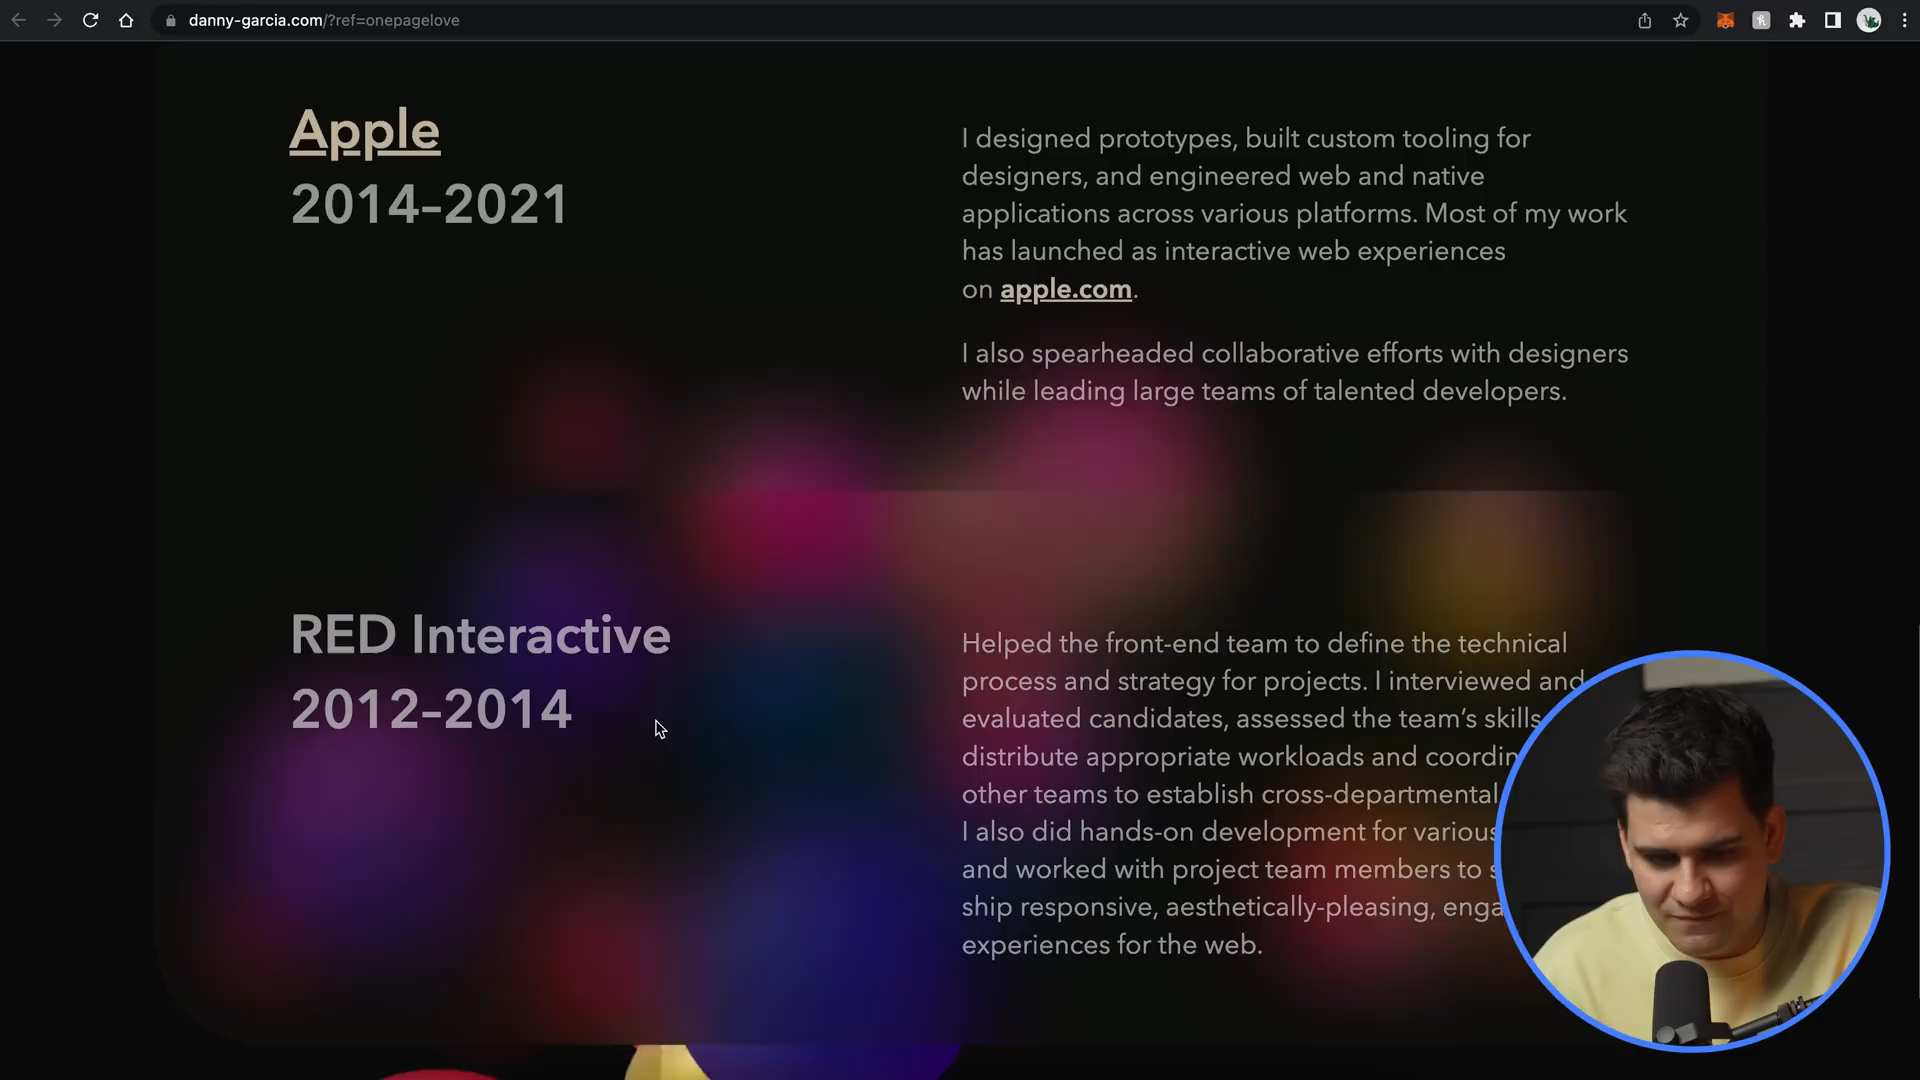 danny-garcia.com/?ref=onepagelove
Apple
2014–2021
I designed prototypes, built custom tooling for
designers, and engineered web and native
applications across various platforms. Most of my work
has launched as interactive web experiences
on apple.com.
I also spearheaded collaborative efforts with designers
while leading large teams of talented developers.
RED Interactive
2012–2014
Helped the front-end team to define the technical
process and strategy for projects. I interviewed and
evaluated candidates, assessed the team’s skills
distribute appropriate workloads and coordin
other teams to establish cross-departmental
I also did hands-on development for various
and worked with project team members to s
ship responsive, aesthetically-pleasing, enga
experiences for the web.